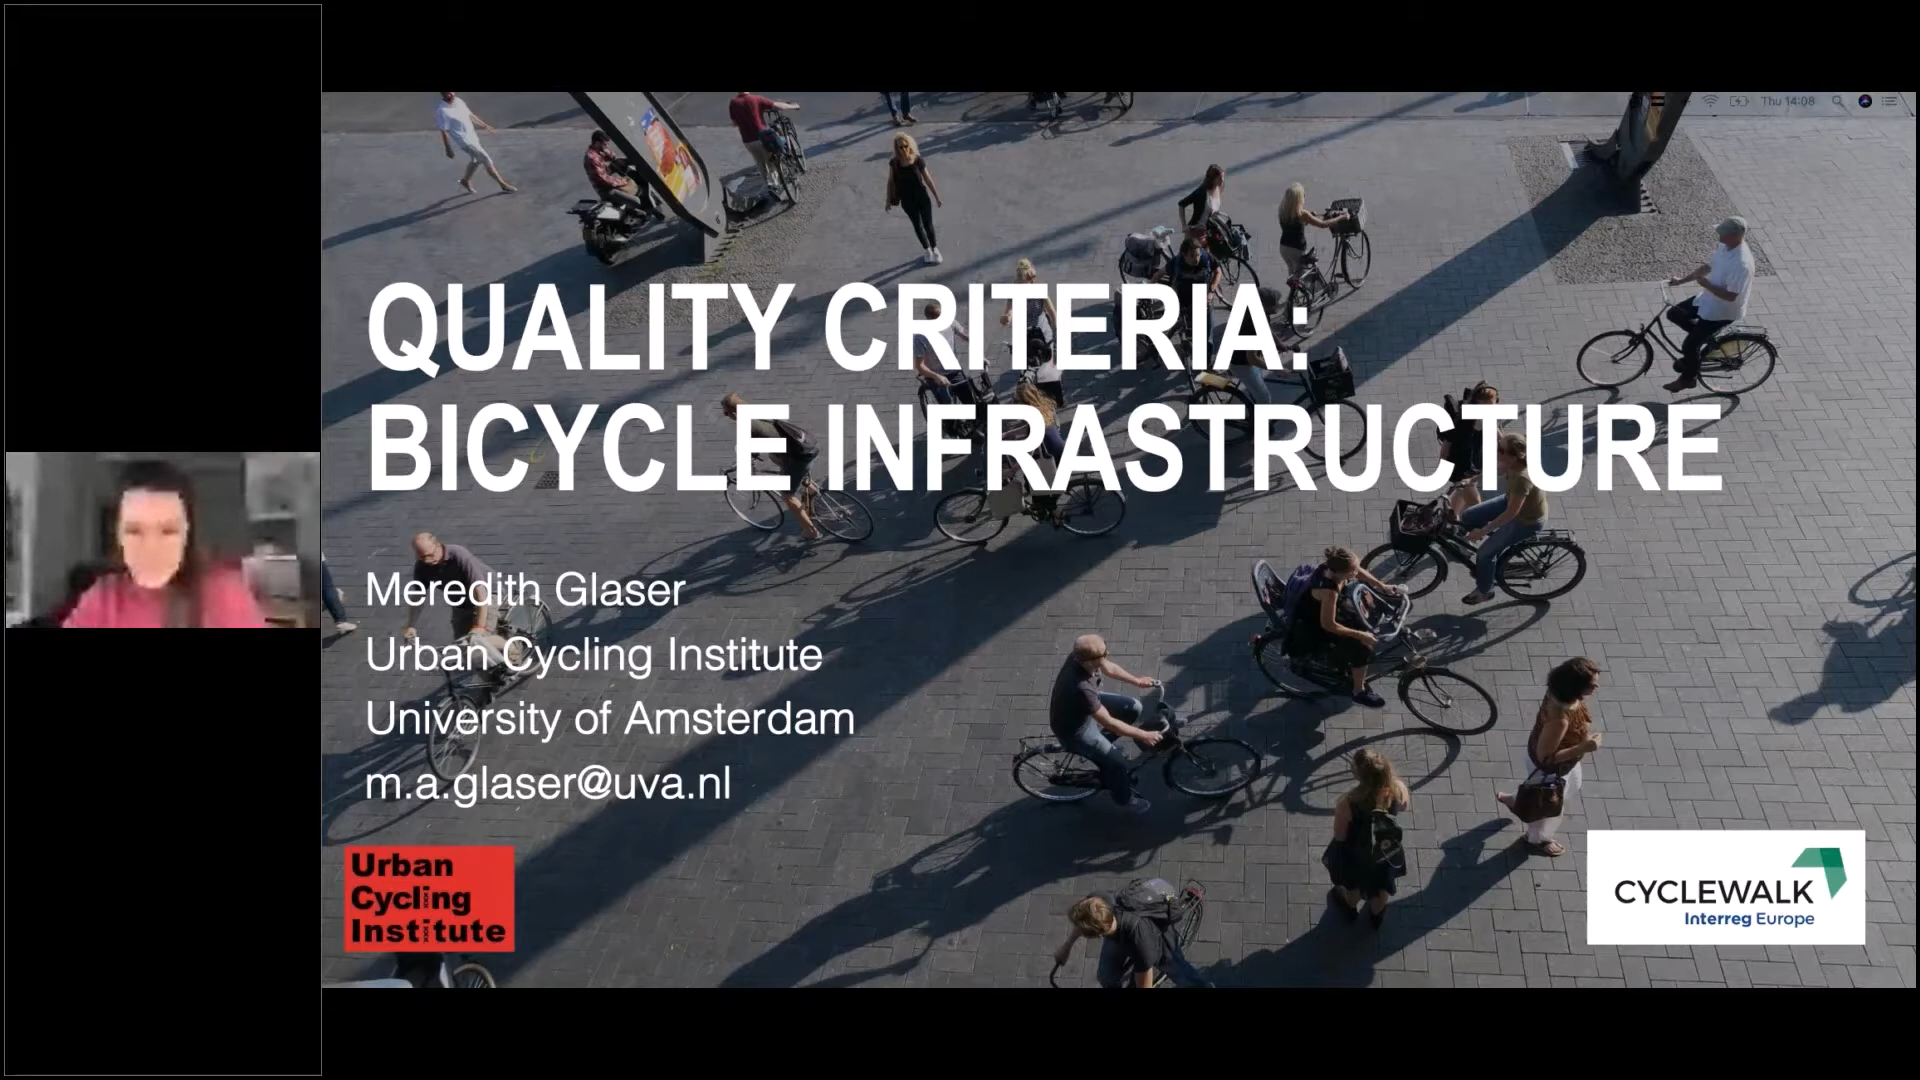 Thu 14:08
QUALITY CRITERIA:
BICYCLE INFRASTRUCTURE
Meredith Glaser
Urban Cycling Institute
University of Amsterdam
m.a.glaser@uva.nl
Urban
Cycling
Institute
CYCLEWALK
Interreg Europe